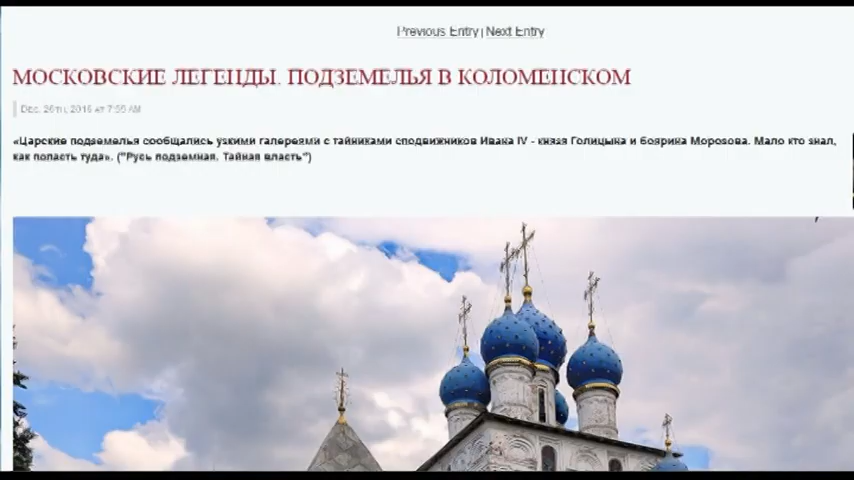 Previous Entry | Next Entry
МОСКОВСКИЕ ЛЕГЕНДЫ. ПОДЗЕМЕЛЬЯ В КОЛОМЕНСКОМ
Dec. 26th, 2016 at 7:55 AM
«Царские подземелья сообщались узкими галереями с тайниками сподвижников Ивана IV - князя Голицына и боярина Морозова. Мало кто знал,
как попасть туда». ("Русь подземная. Тайная власть")